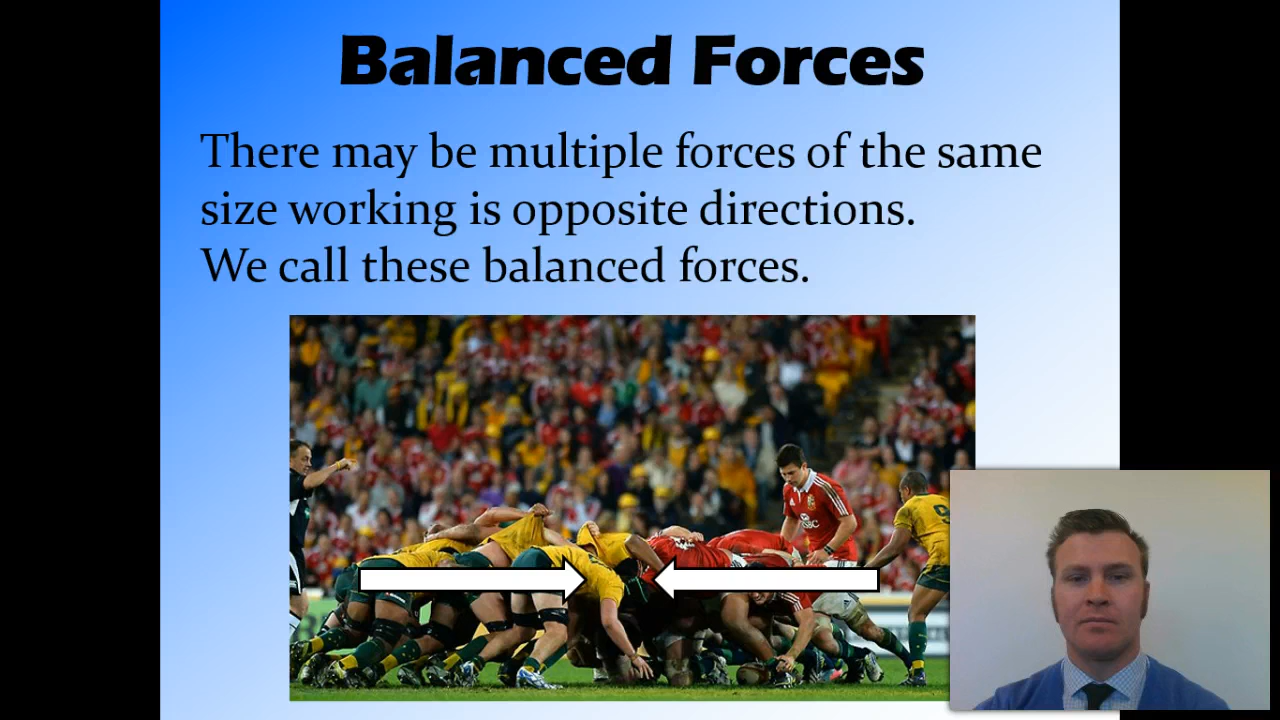 Balanced Forces
There may be multiple forces of the same
size working is opposite directions.
We call these balanced forces.
9